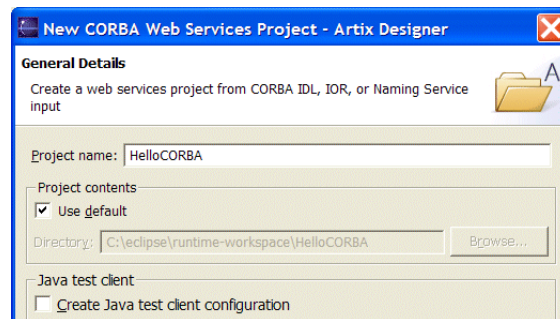 New CORBA Web Services Project - Artix Designer
General Details
Create a web services project from CORBA IDL, IOR, or Naming Service
input
A
Project name: HelloCORBA
Project contents
Use default
Directory: C:\eclipse\runtime-workspace\HelloCORBA Browse...
Java test client
Create Java test client configuration